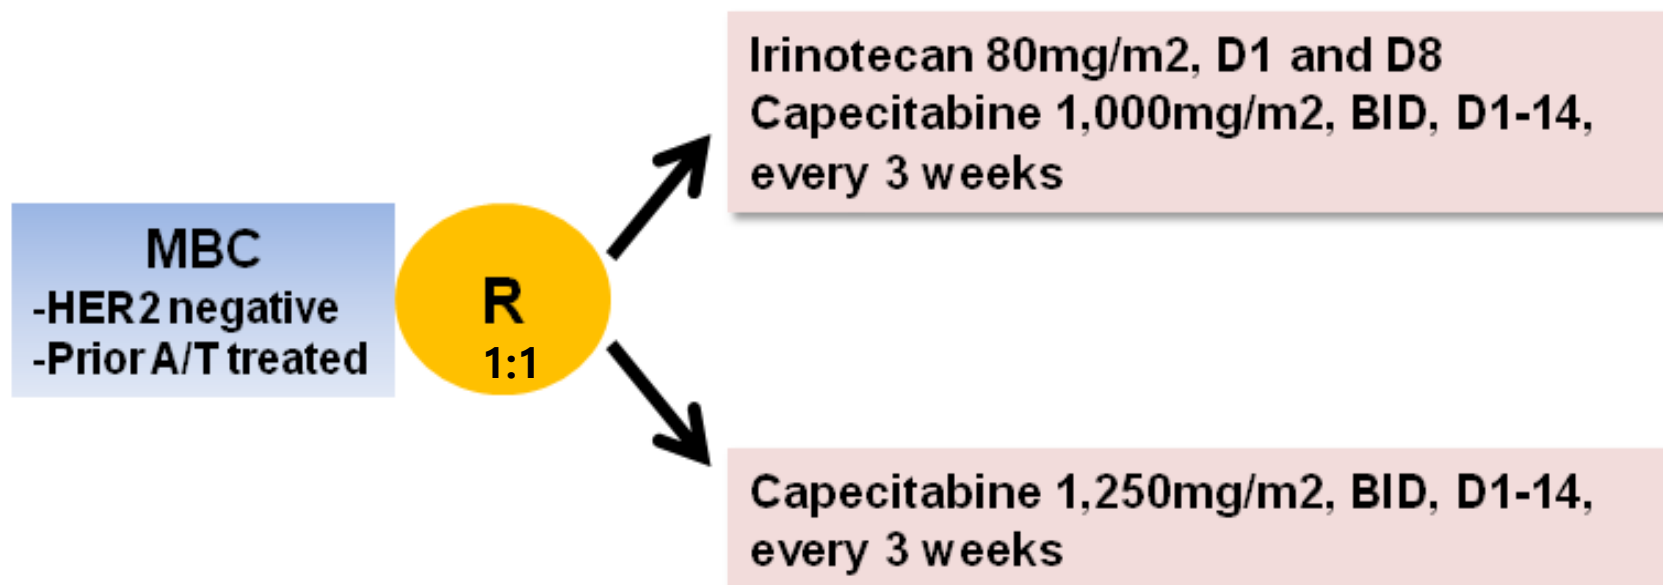 MBC
-HER2 negative
-Prior A/T treated
R
1:1
Irinotecan 80mg/m2, D1 and D8
Capecitabine 1,000mg/m2, BID, D1-14,
every 3 weeks
Capecitabine 1,250mg/m2, BID, D1-14,
every 3 weeks